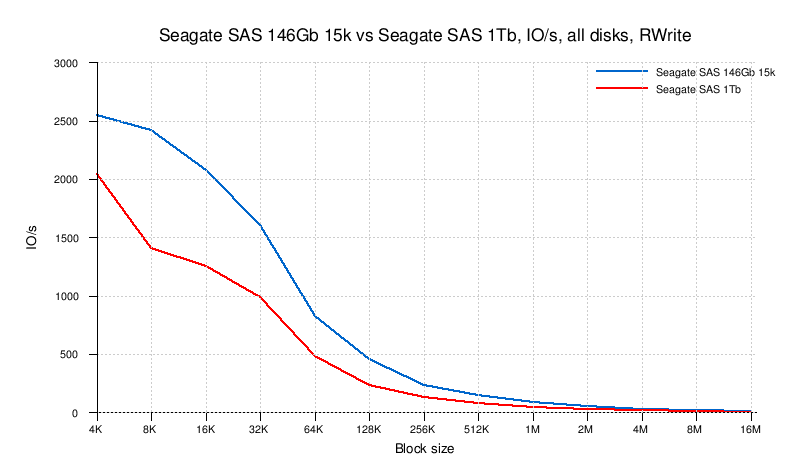 Seagate SAS 146Gb 15k vs Seagate SAS 1Tb, IO/s, all disks, RWrite
Seagate SAS 146Gb 15k
Seagate SAS 1Tb
IO/s
3000
2500
2000
1500
1000
500
0
4K 8K 16K 32K 64K 128K 256K 512K 1M 2M 4M 8M 16M
Block size